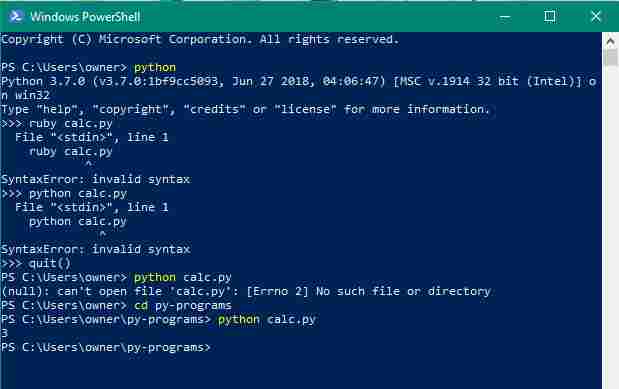 Windows PowerShell
Copyright (C) Microsoft Corporation. All rights reserved.
PS C:\Users\owner> python
Python 3.7.0 (v3.7.0:1bf9cc5093, Jun 27 2018, 04:06:47) [MSC v.1914 32 bit (Intel)] o
n win32
Type "help", "copyright", "credits" or "license" for more information.
>>> ruby calc.py
  File "<stdin>", line 1
    ruby calc.py
            ^
SyntaxError: invalid syntax
>>> python calc.py
  File "<stdin>", line 1
    python calc.py
              ^
SyntaxError: invalid syntax
>>> quit()
PS C:\Users\owner> python calc.py
(null): can't open file 'calc.py': [Errno 2] No such file or directory
PS C:\Users\owner> cd py-programs
PS C:\Users\owner\py-programs> python calc.py
3
PS C:\Users\owner\py-programs>